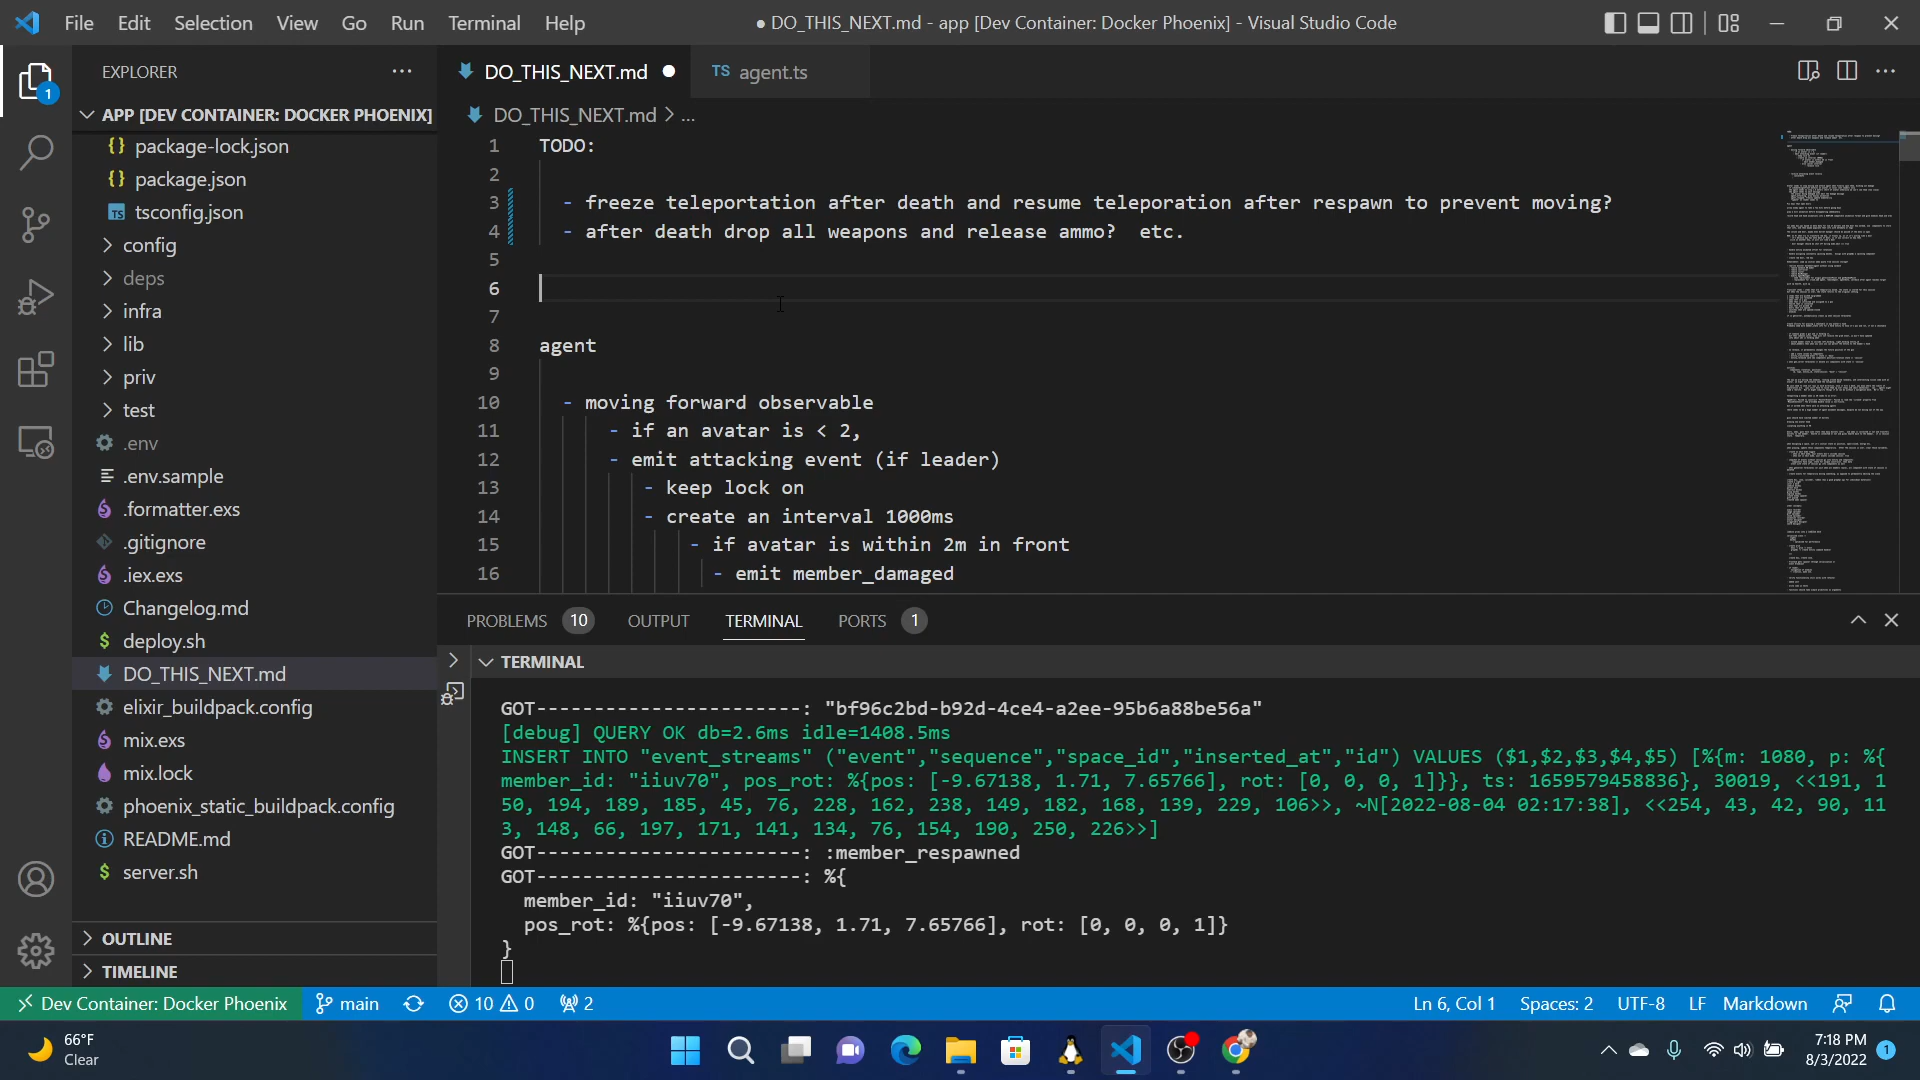 File Edit Selection View Go Run Terminal Help
● DO_THIS_NEXT.md - app [Dev Container: Docker Phoenix] - Visual Studio Code
EXPLORER
1
APP [DEV CONTAINER: DOCKER PHOENIX]
package-lock.json
package.json
tsconfig.json
config
deps
infra
lib
priv
test
.env
.env.sample
.formatter.exs
.gitignore
.iex.exs
Changelog.md
deploy.sh
DO_THIS_NEXT.md
elixir_buildpack.config
mix.exs
mix.lock
phoenix_static_buildpack.config
README.md
server.sh
OUTLINE
TIMELINE
DO_THIS_NEXT.md
TS agent.ts
DO_THIS_NEXT.md > ...
1 TODO:
2
3 - freeze teleportation after death and resume teleporation after respawn to prevent moving?
4 - after death drop all weapons and release ammo?  etc.
5
6
7
8 agent
9
10 - moving forward observable
11 - if an avatar is < 2,
12 - emit attacking event (if leader)
13 - keep lock on
14 - create an interval 1000ms
15 - if avatar is within 2m in front
16 - emit member_damaged
PROBLEMS 10 OUTPUT TERMINAL PORTS 1
TERMINAL
GOT-----------------------: "bf96c2bd-b92d-4ce4-a2ee-95b6a88be56a"
[debug] QUERY OK db=2.6ms idle=1408.5ms
INSERT INTO "event_streams" ("event","sequence","space_id","inserted_at","id") VALUES ($1,$2,$3,$4,$5) [%{m: 1080, p: %{
member_id: "iiuv70", pos_rot: %{pos: [-9.67138, 1.71, 7.65766], rot: [0, 0, 0, 1]}}, ts: 1659579458836}, 30019, <<191, 1
50, 194, 189, 185, 45, 76, 228, 162, 238, 149, 182, 168, 139, 229, 106>>, ~N[2022-08-04 02:17:38], <<254, 43, 42, 90, 11
3, 148, 66, 197, 171, 141, 134, 76, 154, 190, 250, 226>>]
GOT-----------------------: :member_respawned
GOT-----------------------: %{
member_id: "iiuv70",
pos_rot: %{pos: [-9.67138, 1.71, 7.65766], rot: [0, 0, 0, 1]}
}
Dev Container: Docker Phoenix main 10 0 2
Ln 6, Col 1 Spaces: 2 UTF-8 LF Markdown
66°F
Clear
7:18 PM
8/3/2022
1